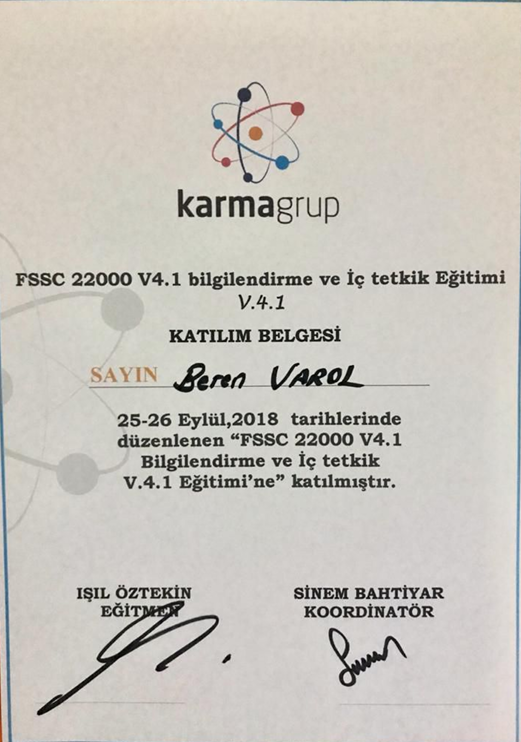 karmagrup
FSSC 22000 V4.1 bilgilendirme ve İç tetkik Eğitimi
V.4.1
KATILIM BELGESİ
SAYIN Beren VAROL
25-26 Eylül,2018 tarihlerinde
düzenlenen “FSSC 22000 V4.1
Bilgilendirme ve İç tetkik
V.4.1 Eğitimi’ne” katılmıştır.
IŞIL ÖZTEKİN
EĞİTMEN
SİNEM BAHTİYAR
KOORDİNATÖR